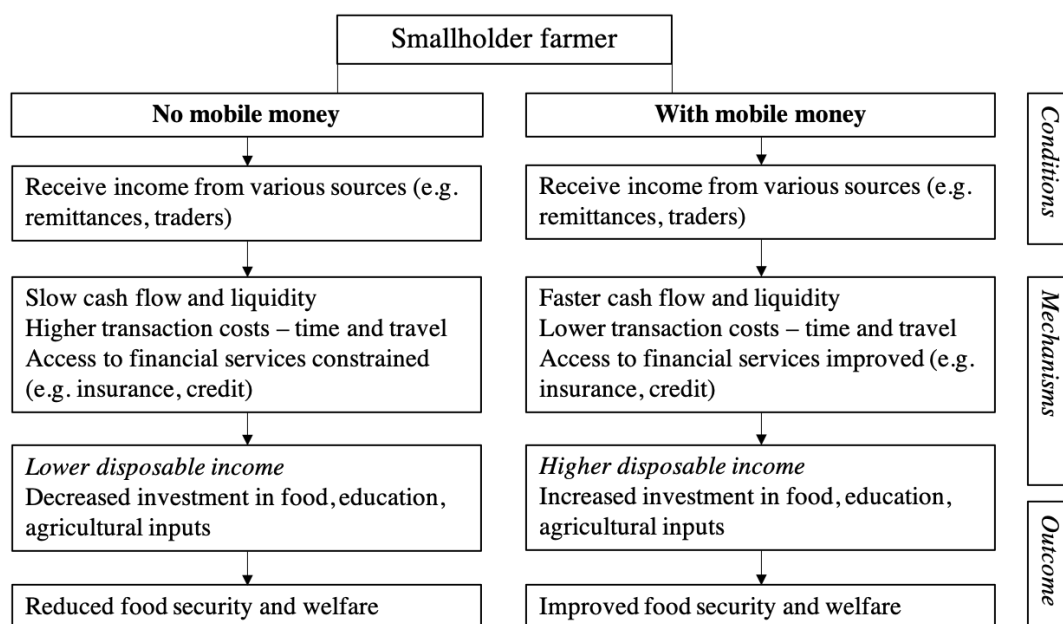 Smallholder farmer
No mobile money
Receive income from various sources (e.g.
remittances, traders)
Slow cash flow and liquidity
Higher transaction costs – time and travel
Access to financial services constrained
(e.g. insurance, credit)
Lower disposable income
Decreased investment in food, education,
agricultural inputs
Reduced food security and welfare
With mobile money
Receive income from various sources (e.g.
remittances, traders)
Faster cash flow and liquidity
Lower transaction costs – time and travel
Access to financial services improved (e.g.
insurance, credit)
Higher disposable income
Increased investment in food, education,
agricultural inputs
Improved food security and welfare
Conditions
Mechanisms
Outcome